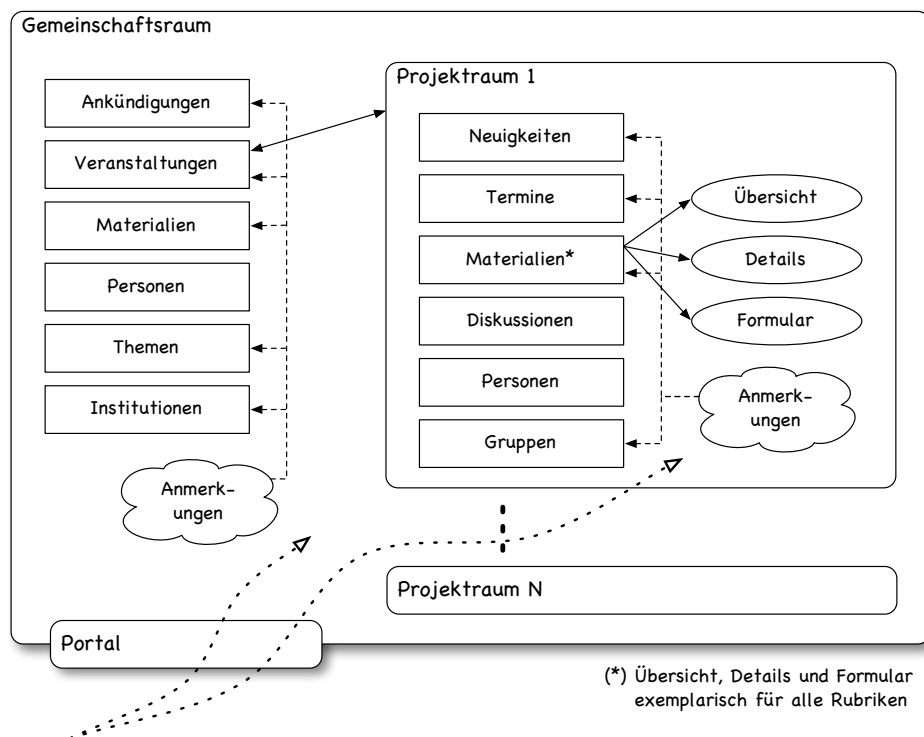 Gemeinschaftsraum
Ankündigungen
Veranstaltungen
Materialien
Personen
Themen
Institutionen
Anmerk-
ungen
Projektraum 1
Neuigkeiten
Termine
Materialien*
Diskussionen
Personen
Gruppen
Übersicht
Details
Formular
Anmerk-
ungen
Projektraum N
Portal
(*) Übersicht, Details und Formular
exemplarisch für alle Rubriken